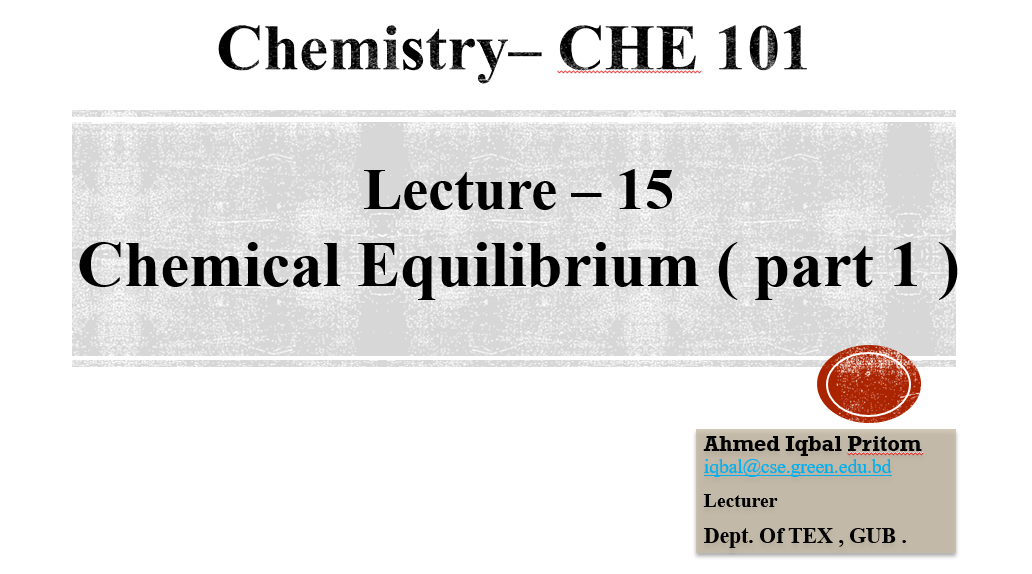 Chemistry– CHE 101
Lecture – 15
Chemical Equilibrium ( part 1 )
Ahmed Iqbal Pritom
iqbal@cse.green.edu.bd
Lecturer
Dept. Of TEX , GUB .